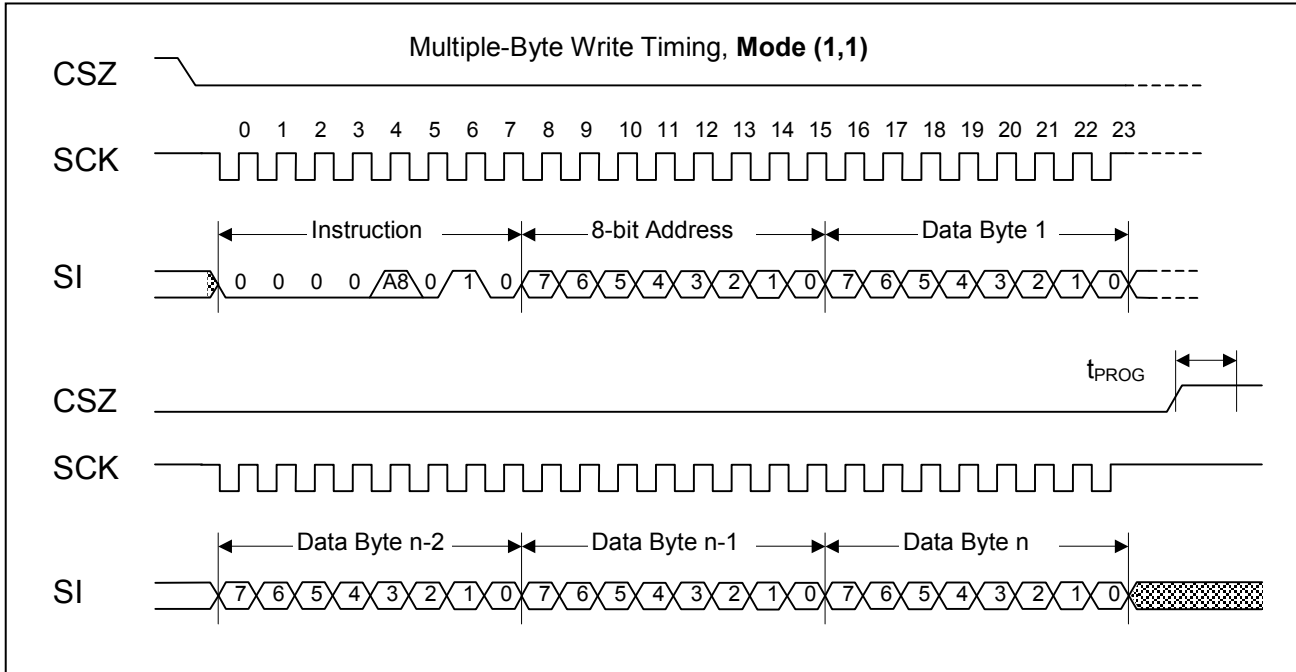 Multiple-Byte Write Timing, Mode (1,1)
CSZ
0 1 2 3 4 5 6 7 8 9 10 11 12 13 14 15 16 17 18 19 20 21 22 23
SCK
Instruction 8-bit Address Data Byte 1
SI 0 0 0 0 A8 0 1 0 7 6 5 4 3 2 1 0 7 6 5 4 3 2 1 0
tPROG
CSZ
SCK
Data Byte n-2 Data Byte n-1 Data Byte n
SI 7 6 5 4 3 2 1 0 7 6 5 4 3 2 1 0 7 6 5 4 3 2 1 0